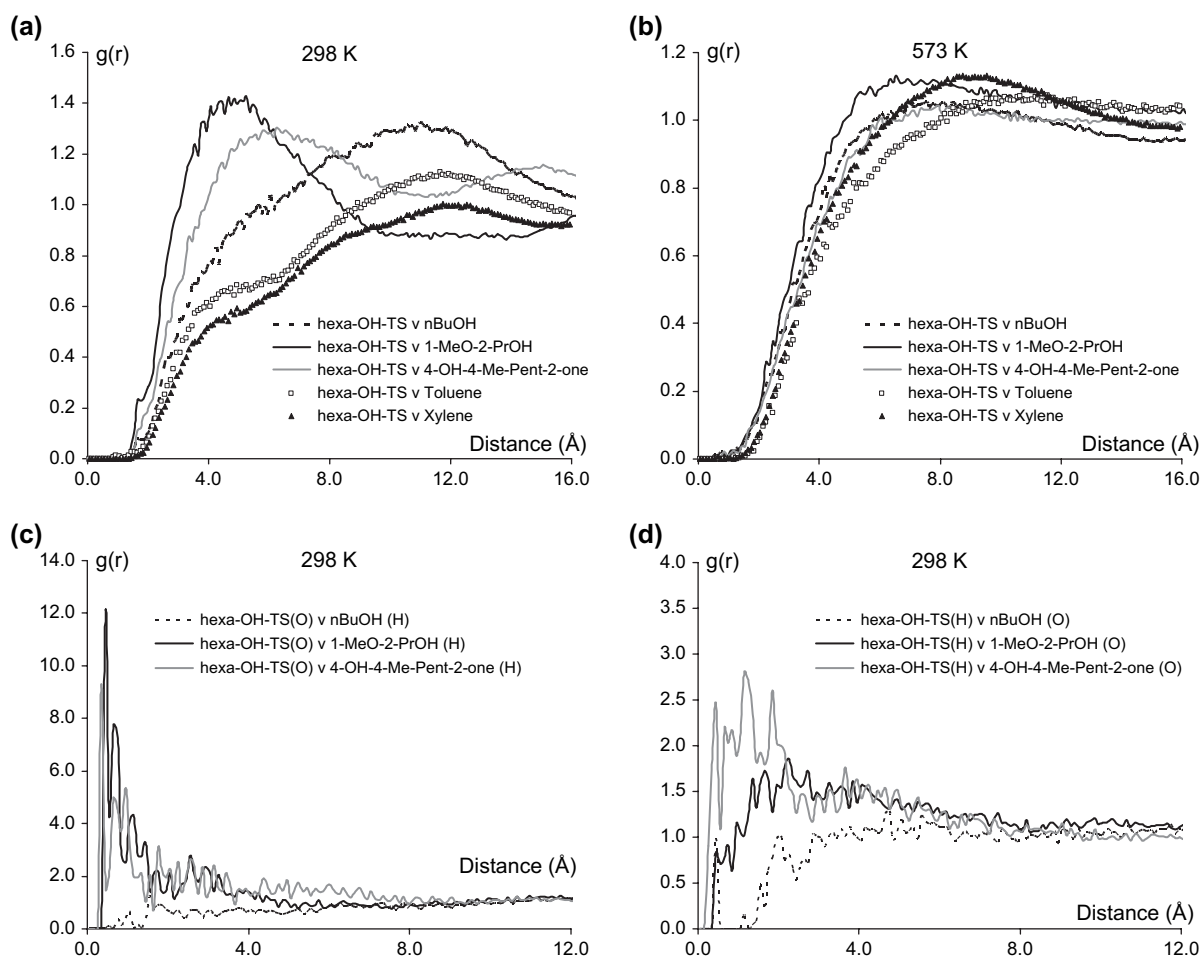 (a)
g(r)
298 K
1.6
1.4
1.2
1.0
0.8
0.6
0.4
0.2
0.0
hexa-OH-TS v nBuOH
hexa-OH-TS v 1-MeO-2-PrOH
hexa-OH-TS v 4-OH-4-Me-Pent-2-one
hexa-OH-TS v Toluene
hexa-OH-TS v Xylene
Distance (Å)
0.0 4.0 8.0 12.0 16.0
(b)
g(r)
573 K
1.2
1.0
0.8
0.6
0.4
0.2
0.0
hexa-OH-TS v nBuOH
hexa-OH-TS v 1-MeO-2-PrOH
hexa-OH-TS v 4-OH-4-Me-Pent-2-one
hexa-OH-TS v Toluene
hexa-OH-TS v Xylene
Distance (Å)
0.0 4.0 8.0 12.0 16.0
(c)
g(r)
298 K
14.0
12.0
10.0
8.0
6.0
4.0
2.0
0.0
hexa-OH-TS(O) v nBuOH (H)
hexa-OH-TS(O) v 1-MeO-2-PrOH (H)
hexa-OH-TS(O) v 4-OH-4-Me-Pent-2-one (H)
Distance (Å)
0.0 4.0 8.0 12.0
(d)
g(r)
298 K
4.0
3.5
3.0
2.5
2.0
1.5
1.0
0.5
0.0
hexa-OH-TS(H) v nBuOH (O)
hexa-OH-TS(H) v 1-MeO-2-PrOH (O)
hexa-OH-TS(H) v 4-OH-4-Me-Pent-2-one (O)
Distance (Å)
0.0 4.0 8.0 12.0